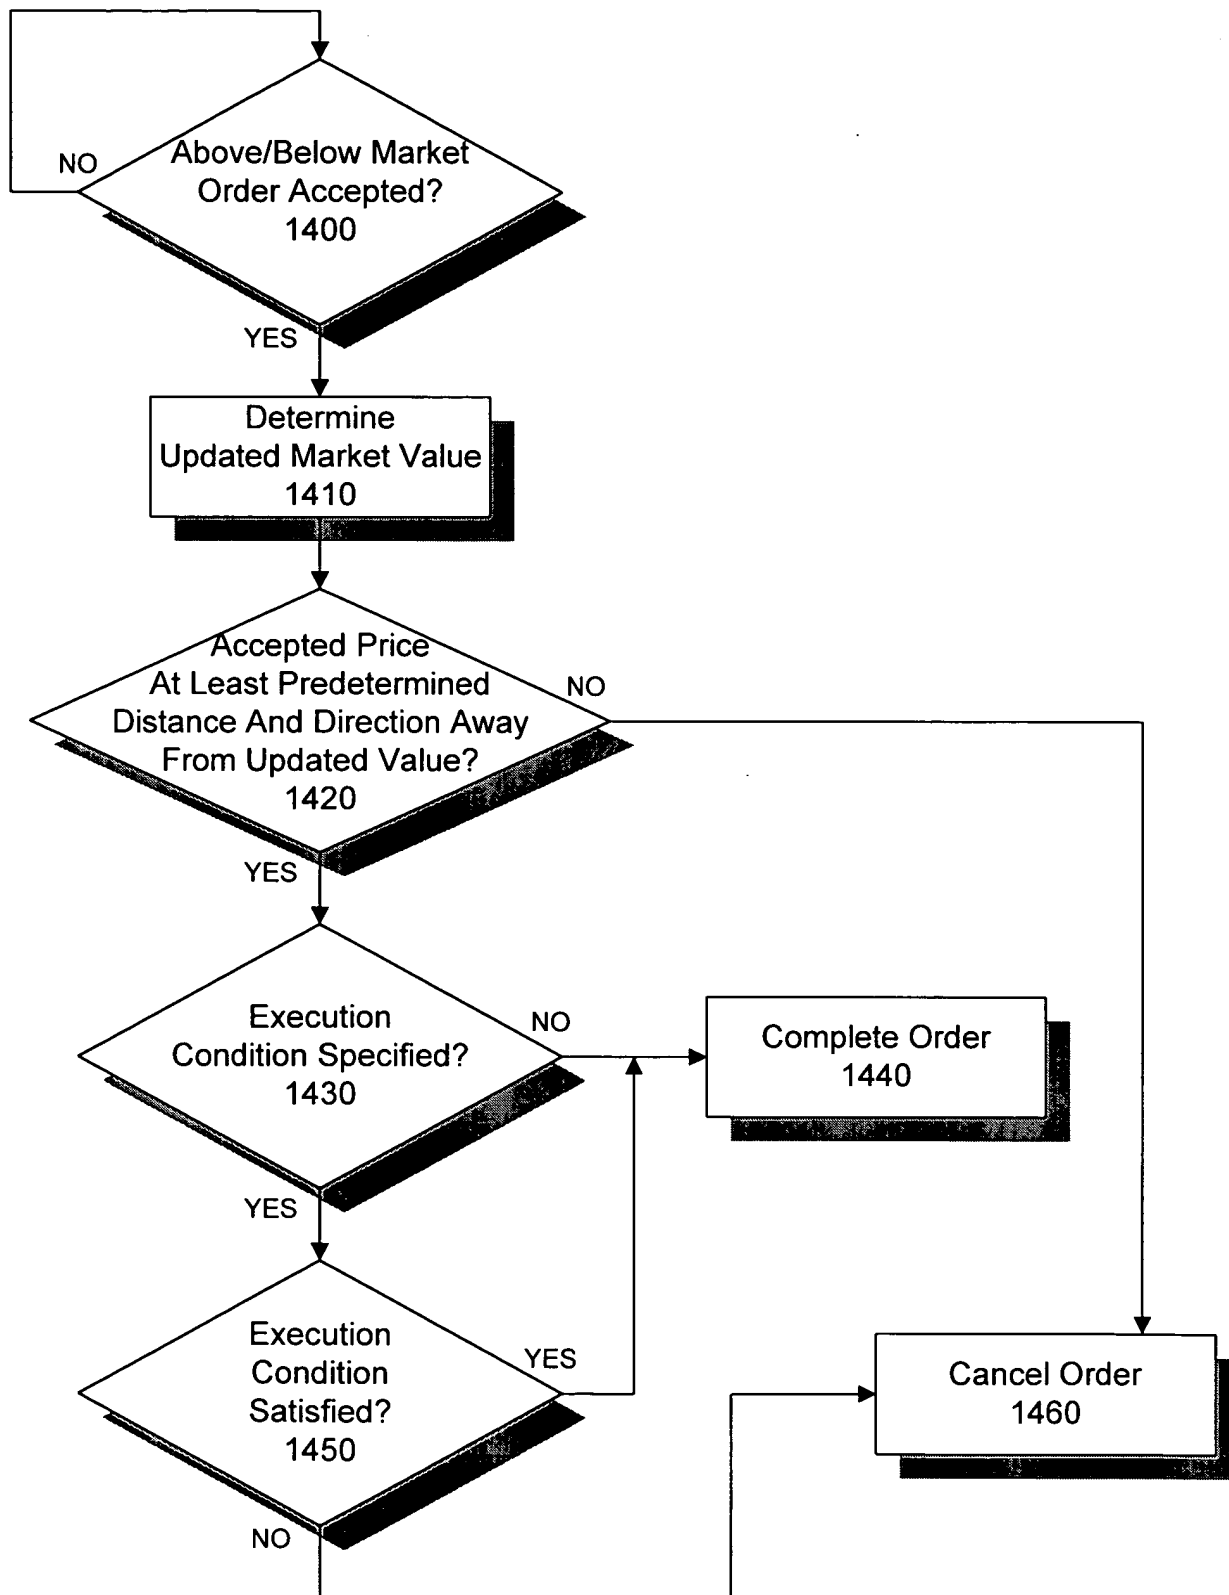 Above/Below Market
NO
Order Accepted?
1400
YES
Determine
Updated Market Value
1410
Accepted Price
At Least Predetermined
NO
Distance And Direction Away
From Updated Value?
1420
YES
Execution
Condition Specified?
1430
NO
Complete Order
1440
YES
Execution
Condition
Satisfied?
1450
YES
Cancel Order
1460
NO